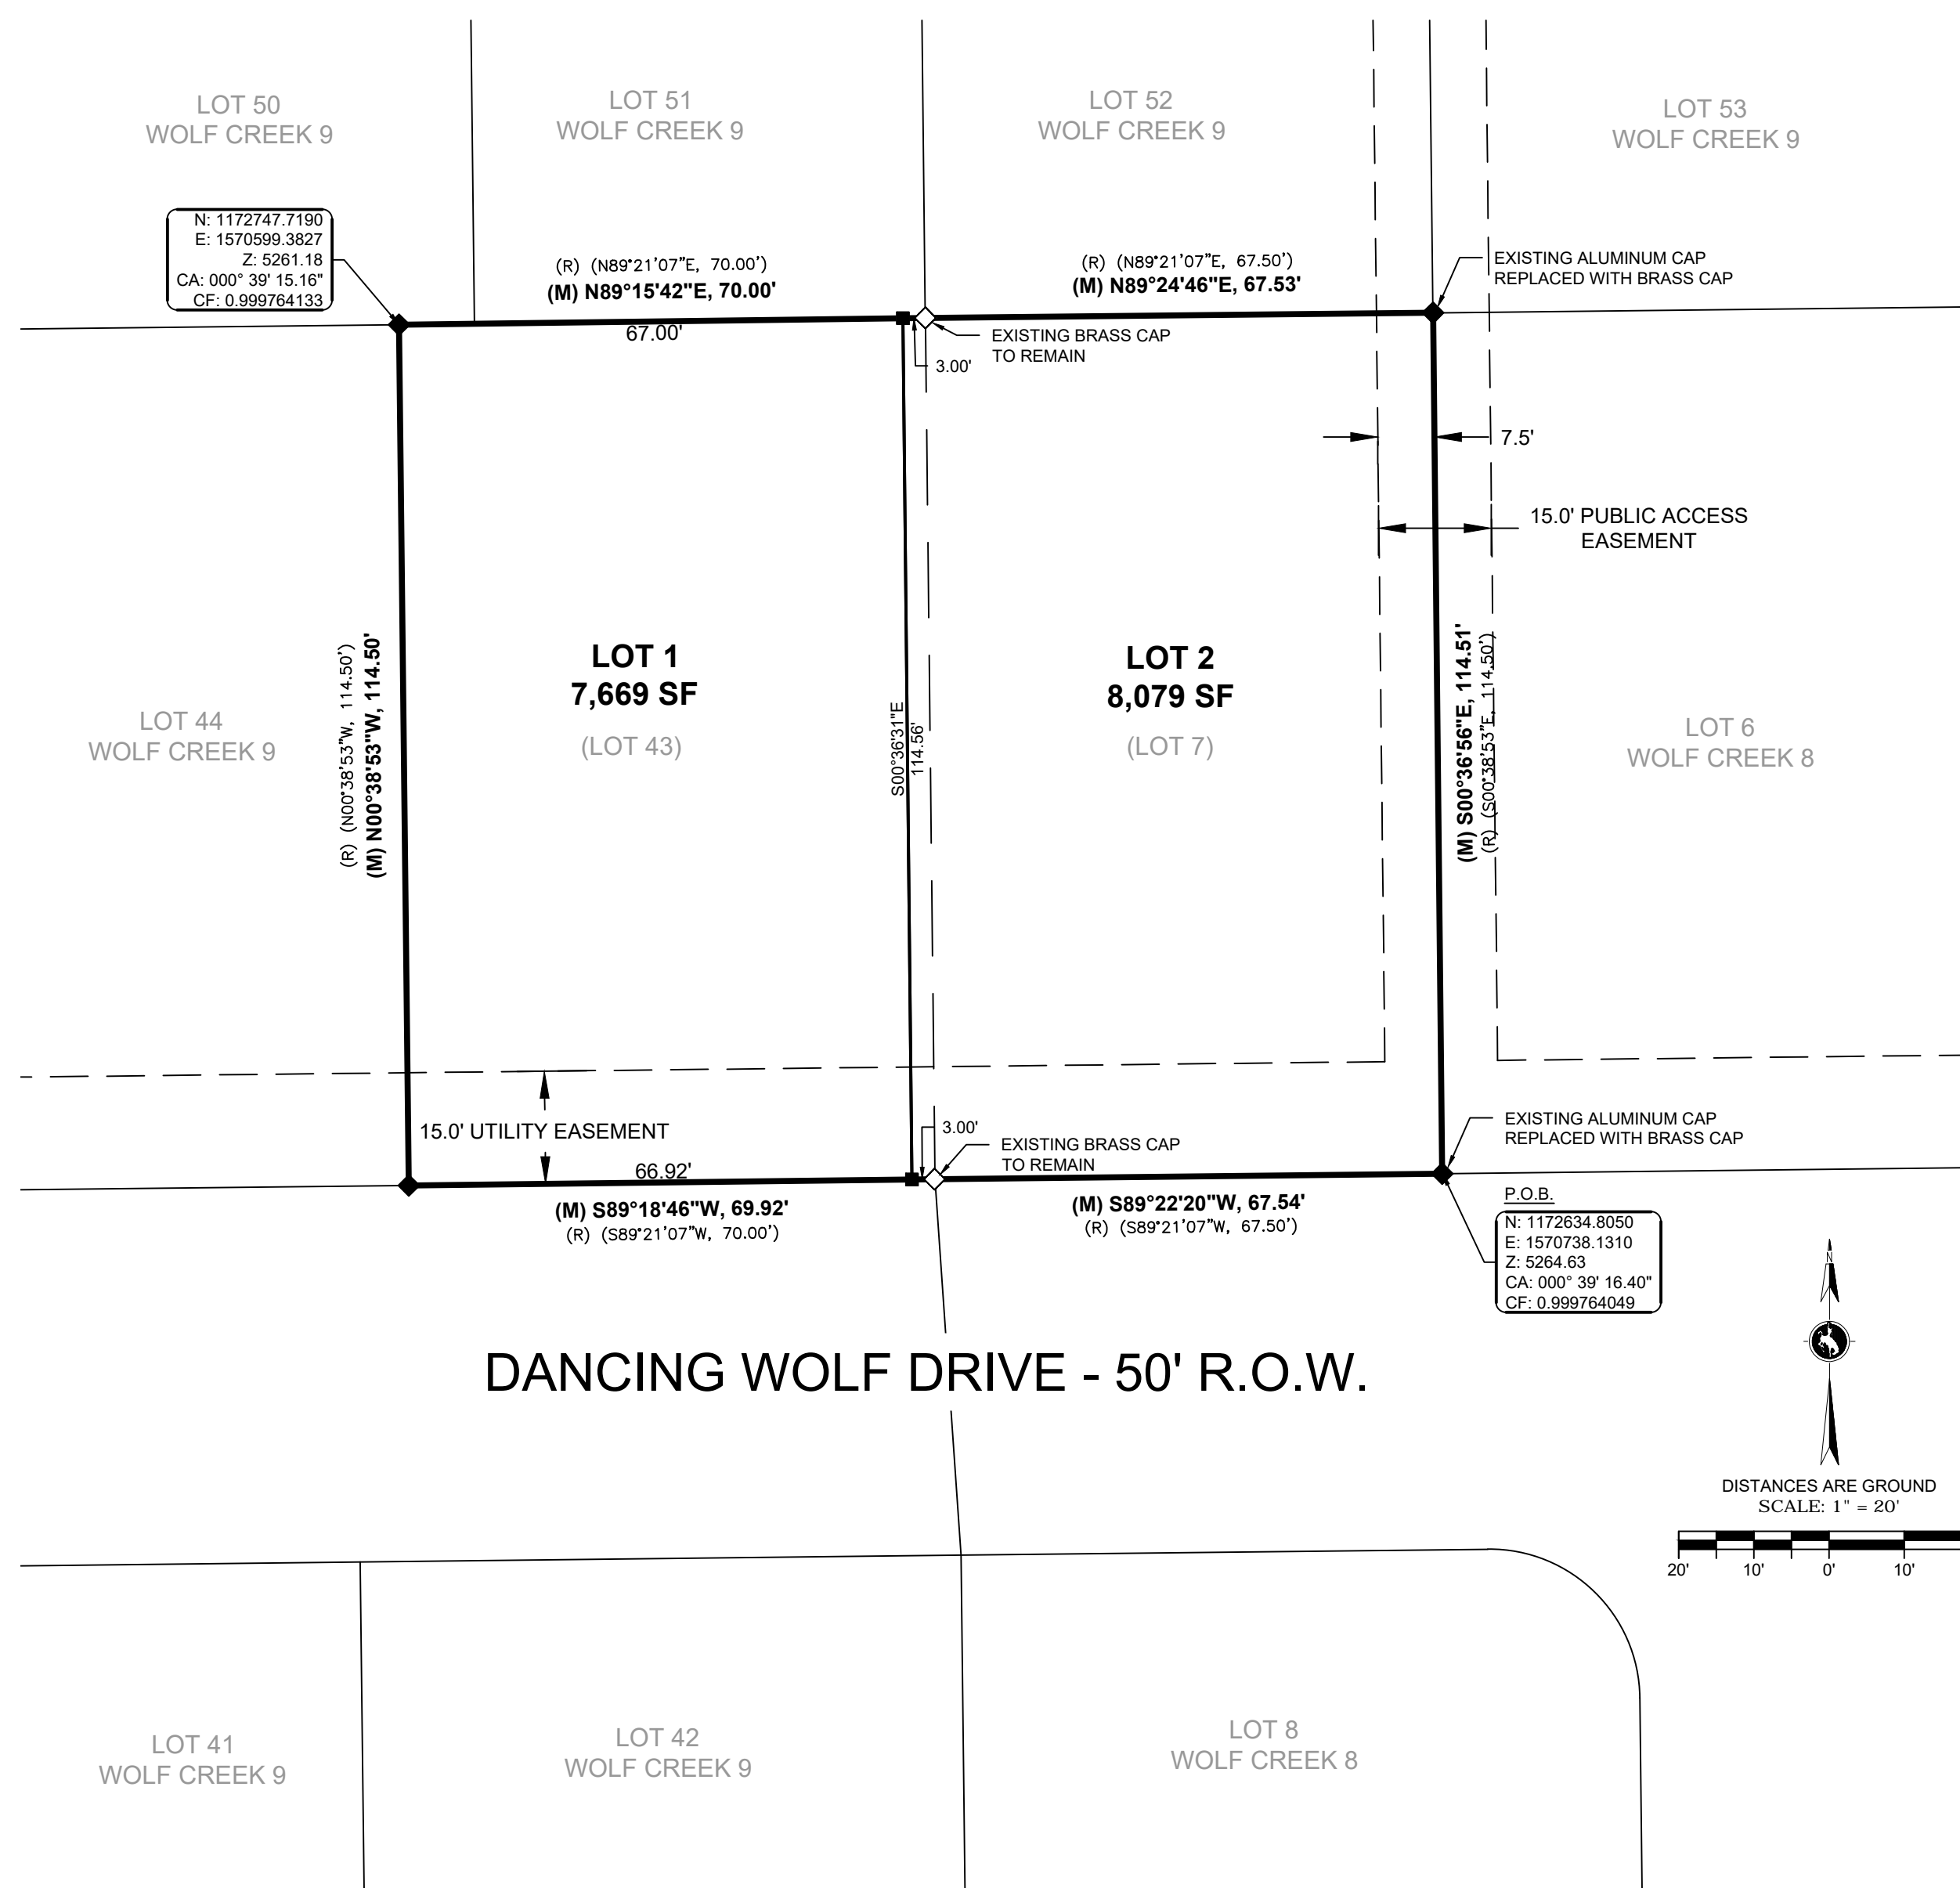 LOT 50
WOLF CREEK 9
LOT 51
WOLF CREEK 9
LOT 52
WOLF CREEK 9
LOT 53
WOLF CREEK 9
N: 1172747.7190
E: 1570599.3827
Z: 5261.18
CA: 000° 39' 15.16"
CF: 0.999764133
(R) (N89°21'07"E, 70.00')
(M) N89°15'42"E, 70.00'
67.00'
(R) (N89°21'07"E, 67.50')
(M) N89°24'46"E, 67.53'
EXISTING ALUMINUM CAP
REPLACED WITH BRASS CAP
EXISTING BRASS CAP
TO REMAIN
3.00'
7.5'
15.0' PUBLIC ACCESS
EASEMENT
LOT 44
WOLF CREEK 9
(R) (N00°38'53"W, 114.50')
(M) N00°38'53"W, 114.50'
LOT 1
7,669 SF
(LOT 43)
S00°36'31"E
114.56'
LOT 2
8,079 SF
(LOT 7)
(M) S00°36'56"E, 114.51'
(R) (S00°38'53"E, 114.50')
LOT 6
WOLF CREEK 8
15.0' UTILITY EASEMENT
66.92'
3.00'
EXISTING BRASS CAP
TO REMAIN
EXISTING ALUMINUM CAP
REPLACED WITH BRASS CAP
(M) S89°18'46"W, 69.92'
(R) (S89°21'07"W, 70.00')
(M) S89°22'20"W, 67.54'
(R) (S89°21'07"W, 67.50')
P.O.B.
N: 1172634.8050
E: 1570738.1310
Z: 5264.63
CA: 000° 39' 16.40"
CF: 0.999764049
N
DANCING WOLF DRIVE - 50' R.O.W.
DISTANCES ARE GROUND
SCALE: 1" = 20'
20' 10' 0' 10'
LOT 41
WOLF CREEK 9
LOT 42
WOLF CREEK 9
LOT 8
WOLF CREEK 8